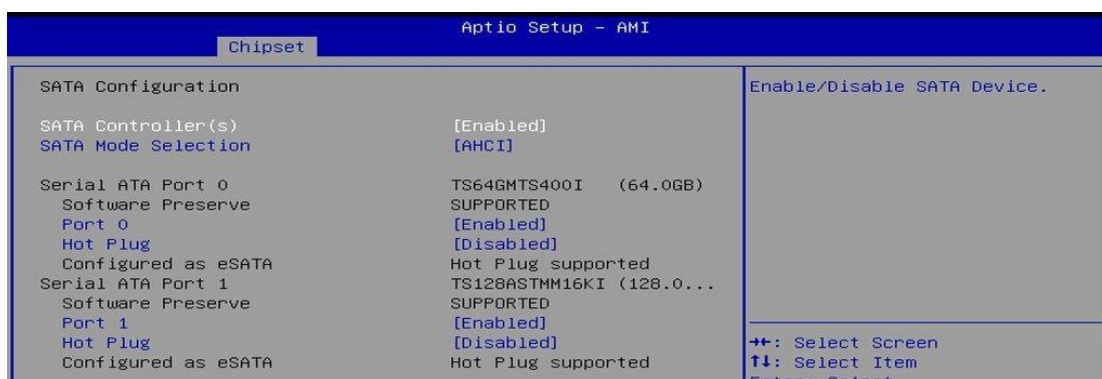 Aptio Setup – AMI
Chipset
SATA Configuration
SATA Controller(s) [Enabled]
SATA Mode Selection [AHCI]
Serial ATA Port 0 TS64GMTS400I (64.0GB)
Software Preserve SUPPORTED
Port 0 [Enabled]
Hot Plug [Disabled]
Configured as eSATA Hot Plug supported
Serial ATA Port 1 TS128ASTMM16KI (128.0...
Software Preserve SUPPORTED
Port 1 [Enabled]
Hot Plug [Disabled]
Configured as eSATA Hot Plug supported
Enable/Disable SATA Device.
→←: Select Screen
↑↓: Select Item